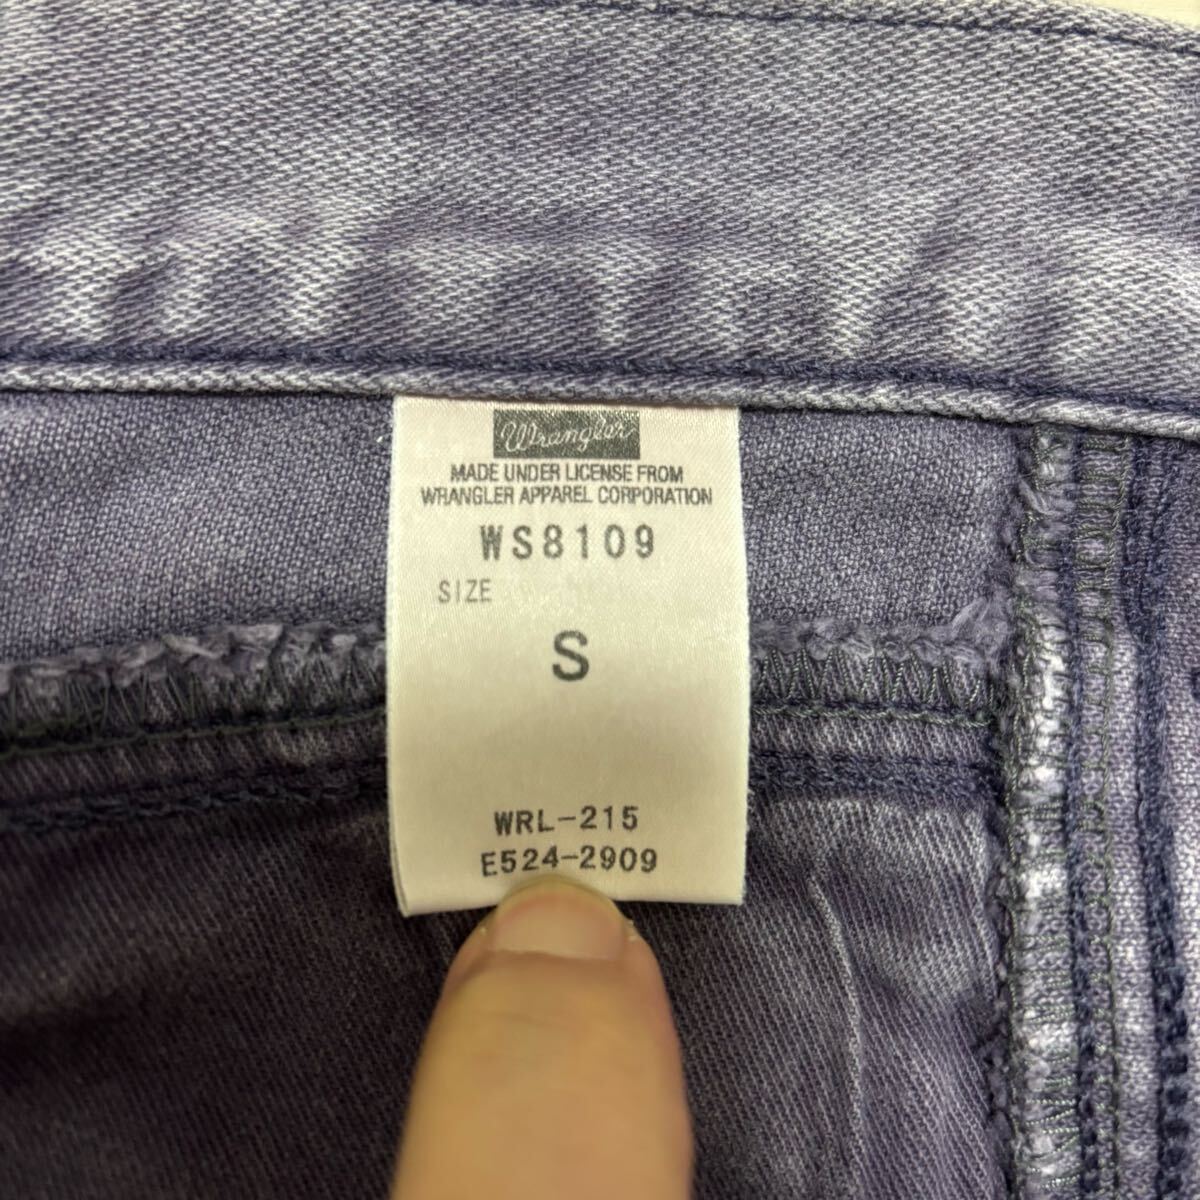 Wrangler
MADE UNDER LICENSE FROM
WRANGLER APPAREL CORPORATION
WS8109
SIZE
S
WRL-215
E524-2909